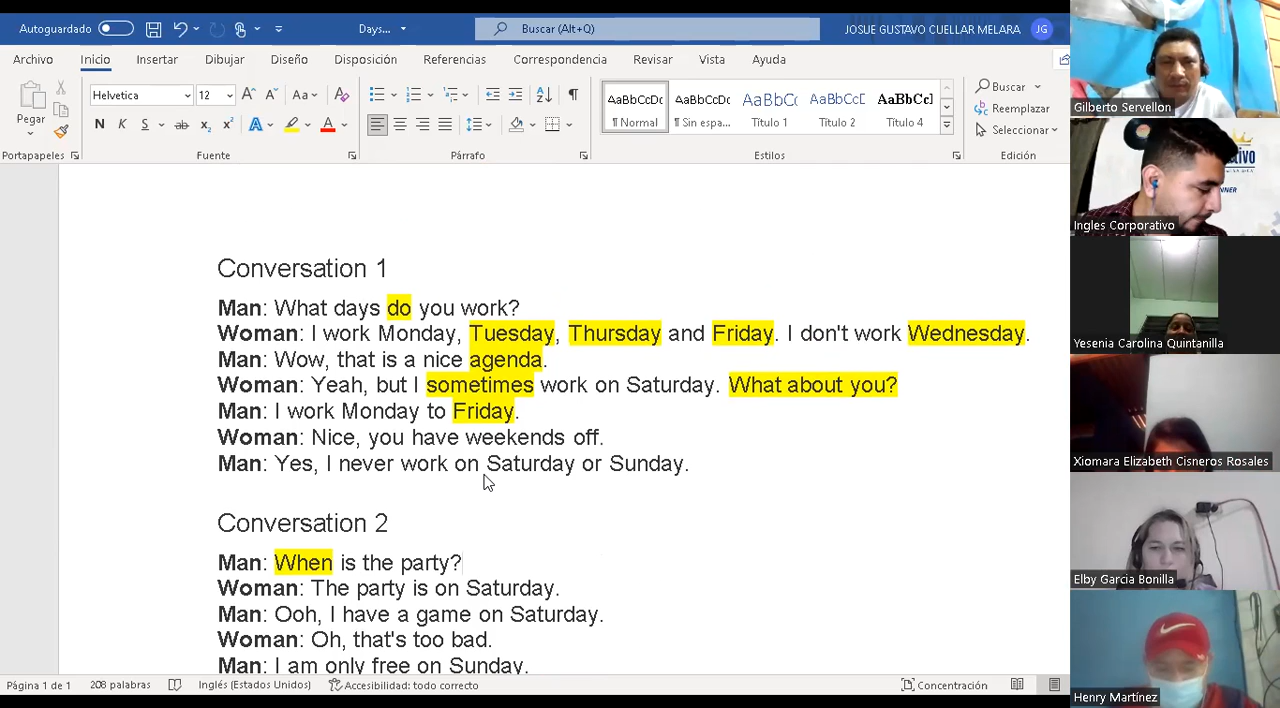 Autoguardado
Days...
Buscar (Alt+Q)
JOSUE GUSTAVO CUELLAR MELARA
JG
Archivo
Inicio
Insertar
Dibujar
Diseño
Disposición
Referencias
Correspondencia
Revisar
Vista
Ayuda
Pegar
Helvetica
12
Aa
N K S ab x₂ x² A A
AaBbCcDc
¶ Normal
AaBbCcDc
¶ Sin espa...
AaBbC(
Título 1
AaBbCcD
Título 2
AaBbCc]
Título 4
Buscar
Reemplazar
Seleccionar
Portapapeles
Fuente
Párrafo
Estilos
Edición
Conversation 1
Man: What days do you work?
Woman: I work Monday, Tuesday, Thursday and Friday. I don't work Wednesday.
Man: Wow, that is a nice agenda.
Woman: Yeah, but I sometimes work on Saturday. What about you?
Man: I work Monday to Friday.
Woman: Nice, you have weekends off.
Man: Yes, I never work on Saturday or Sunday.
Conversation 2
Man: When is the party?
Woman: The party is on Saturday.
Man: Ooh, I have a game on Saturday.
Woman: Oh, that's too bad.
Man: I am only free on Sunday.
Página 1 de 1
208 palabras
Inglés (Estados Unidos)
Accesibilidad: todo correcto
Concentración
Gilberto Servellon
Ingles Corporativo
Yesenia Carolina Quintanilla
Xiomara Elizabeth Cisneros Rosales
Elby Garcia Bonilla
Henry Martínez